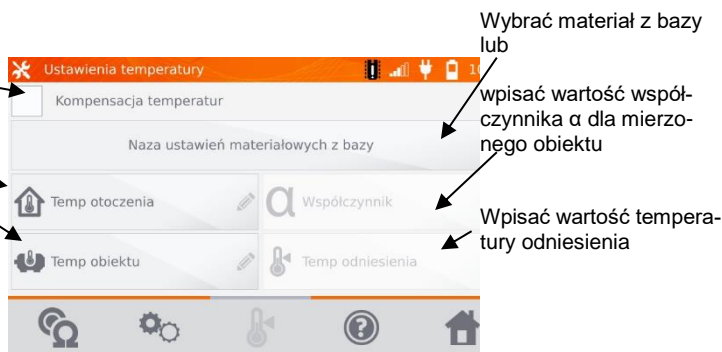 Wybrać materiał z bazy
lub
Ustawienia temperatury
Kompensacja temperatur
wpisać wartość współ-
czynnika α dla mierzo-
nego obiektu
Naza ustawień materiałowych z bazy
Temp otoczenia
α Współczynnik
Wpisać wartość tempera-
tury odniesienia
Temp obiektu
Temp odniesienia
Ω
?